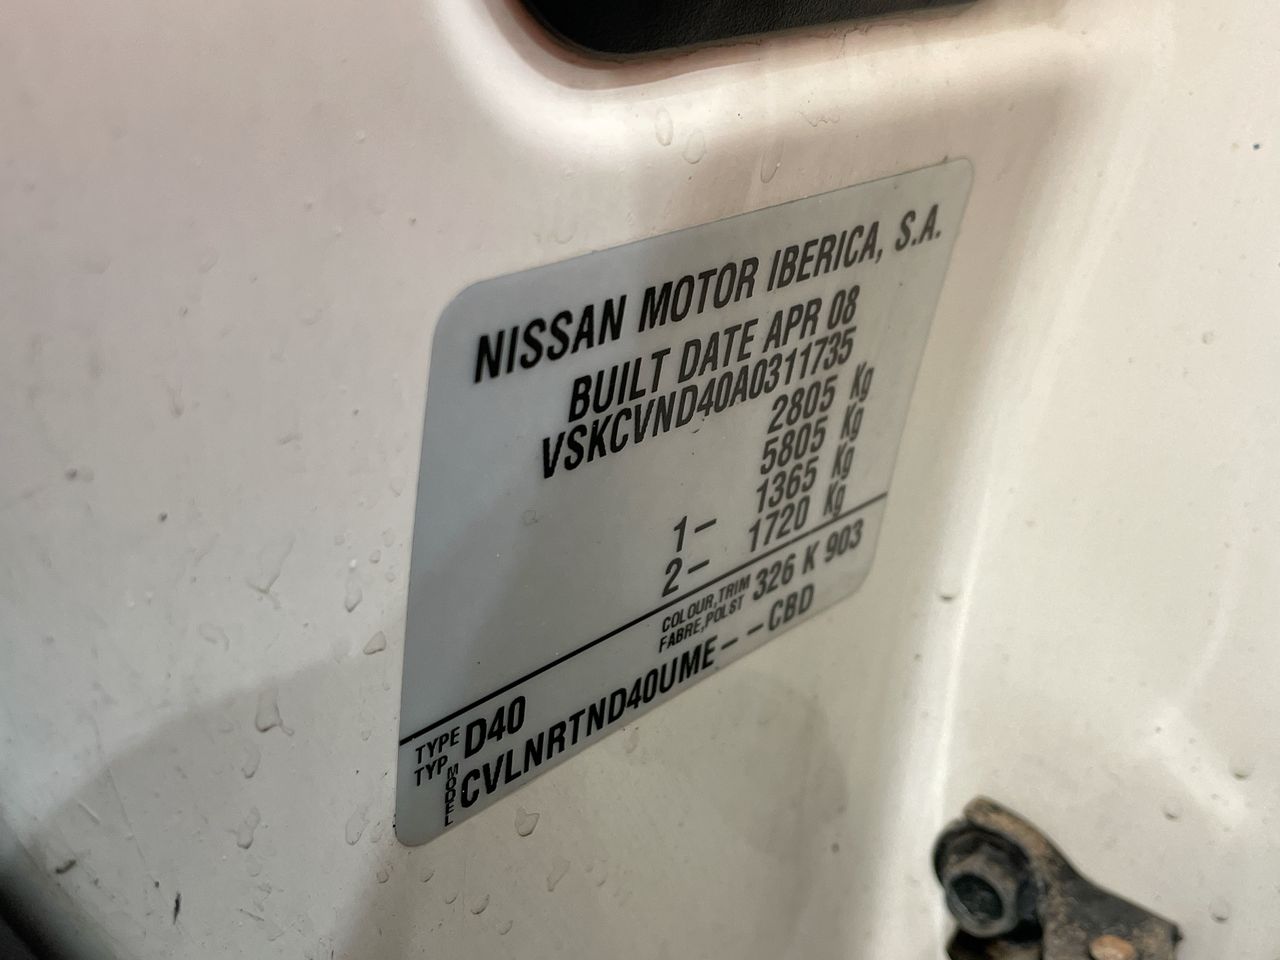 NISSAN MOTOR IBERICA, S.A.
BUILT DATE APR 08
VSKCVND40A0311735
2805 Kg
5805 Kg
1- 1365 Kg
2- 1720 Kg
COLOUR,TRIM 326 K 903
FABRE,POLST
TYPE D40
TYP
MODEL CVLNRTND40UME--CBD